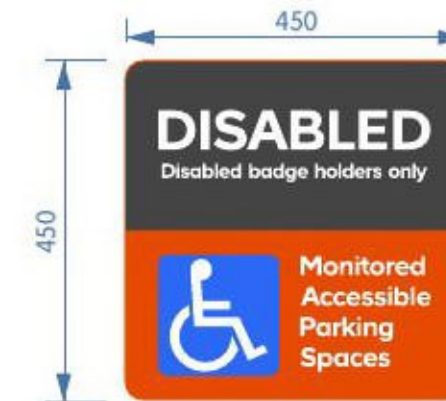 450
450
DISABLED
Disabled badge holders only
Monitored
Accessible
Parking
Spaces